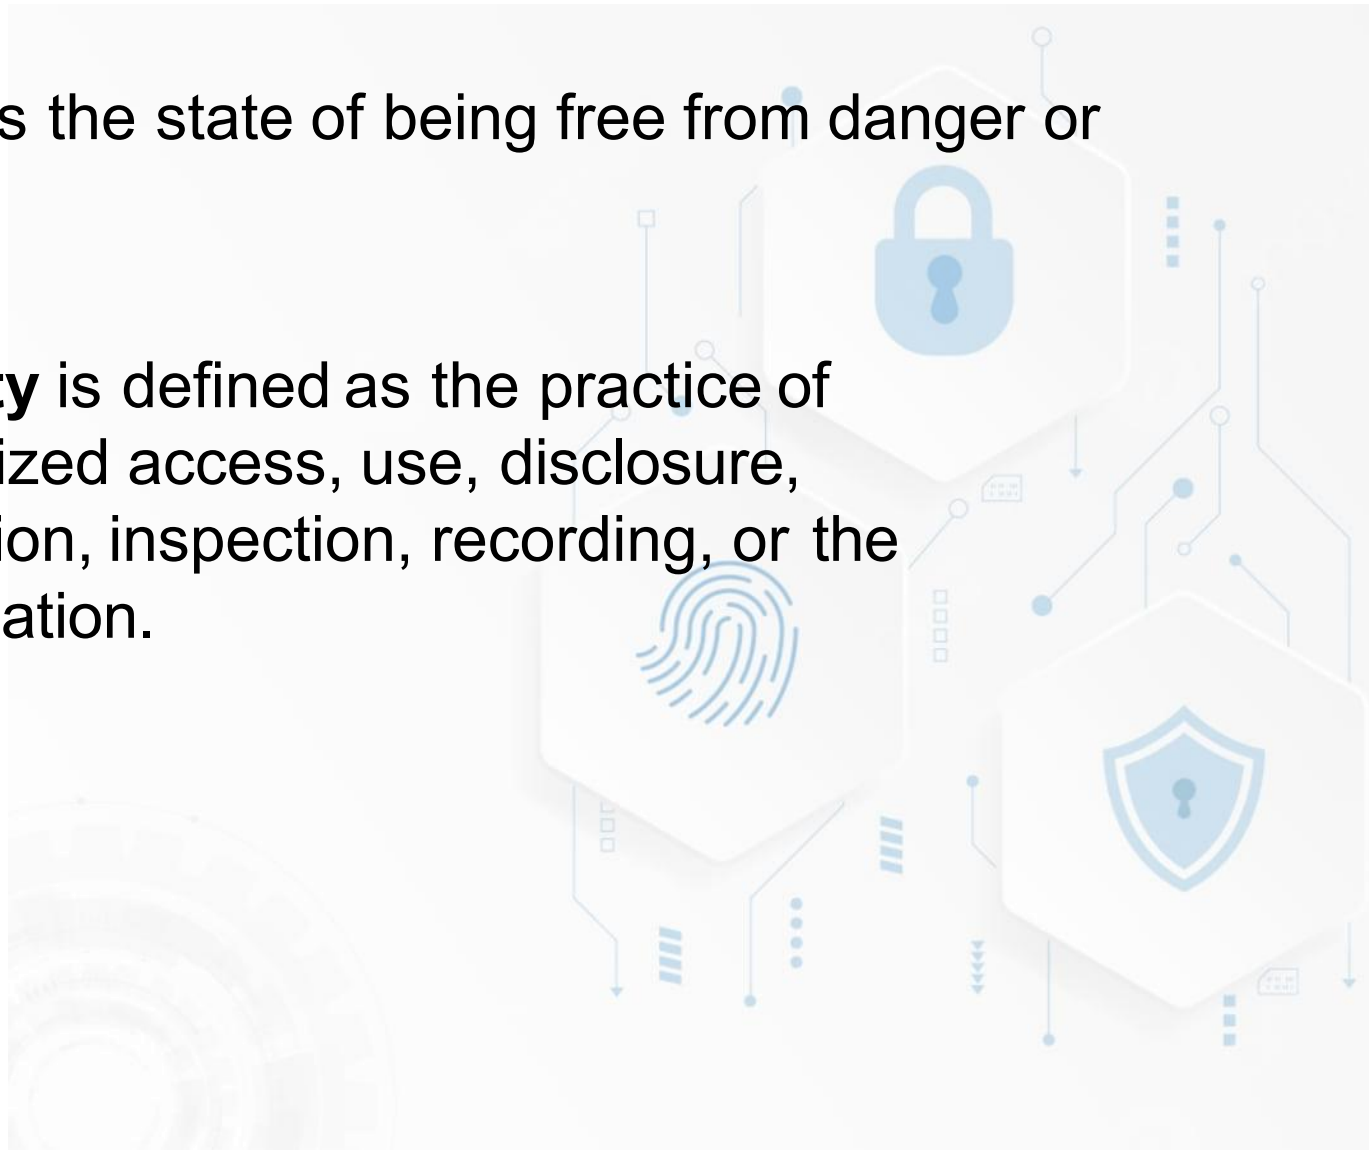 s the state of being free from danger or
ty is defined as the practice of
ized access, use, disclosure,
ion, inspection, recording, or the
ation.